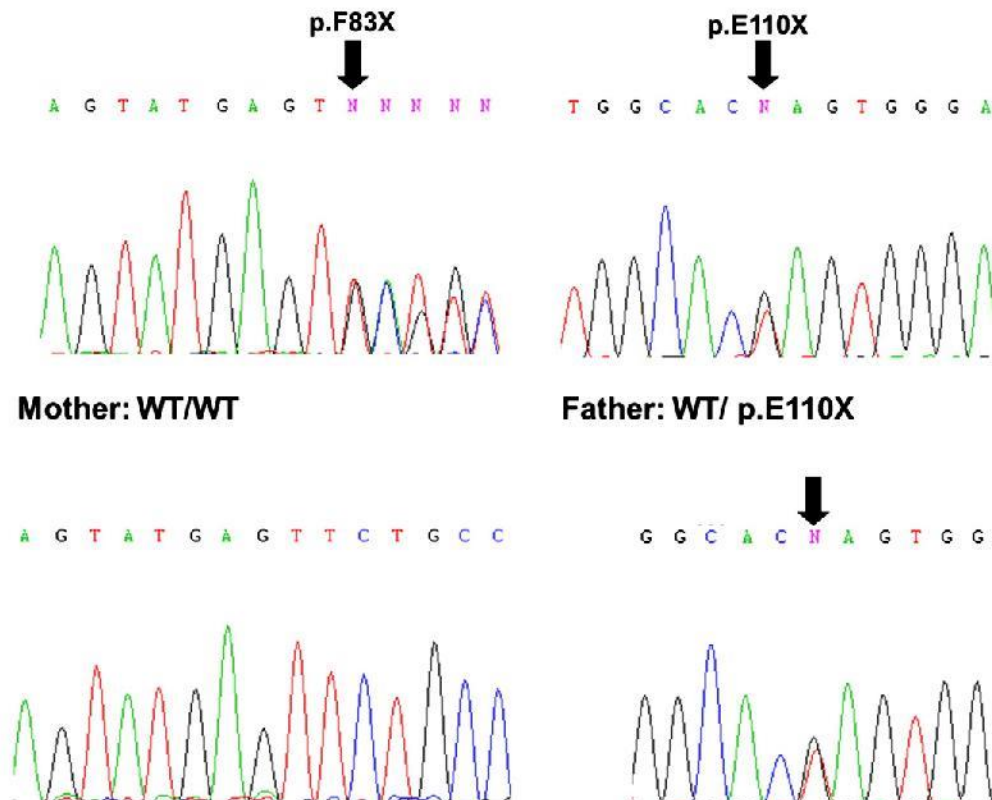 p.F83X
p.E110X
A G T A T G A G T N N N N N
T G G C A C N A G T G G G A
Mother: WT/WT
Father: WT/ p.E110X
A G T A T G A G T T C T G C C
G G C A C N A G T G G